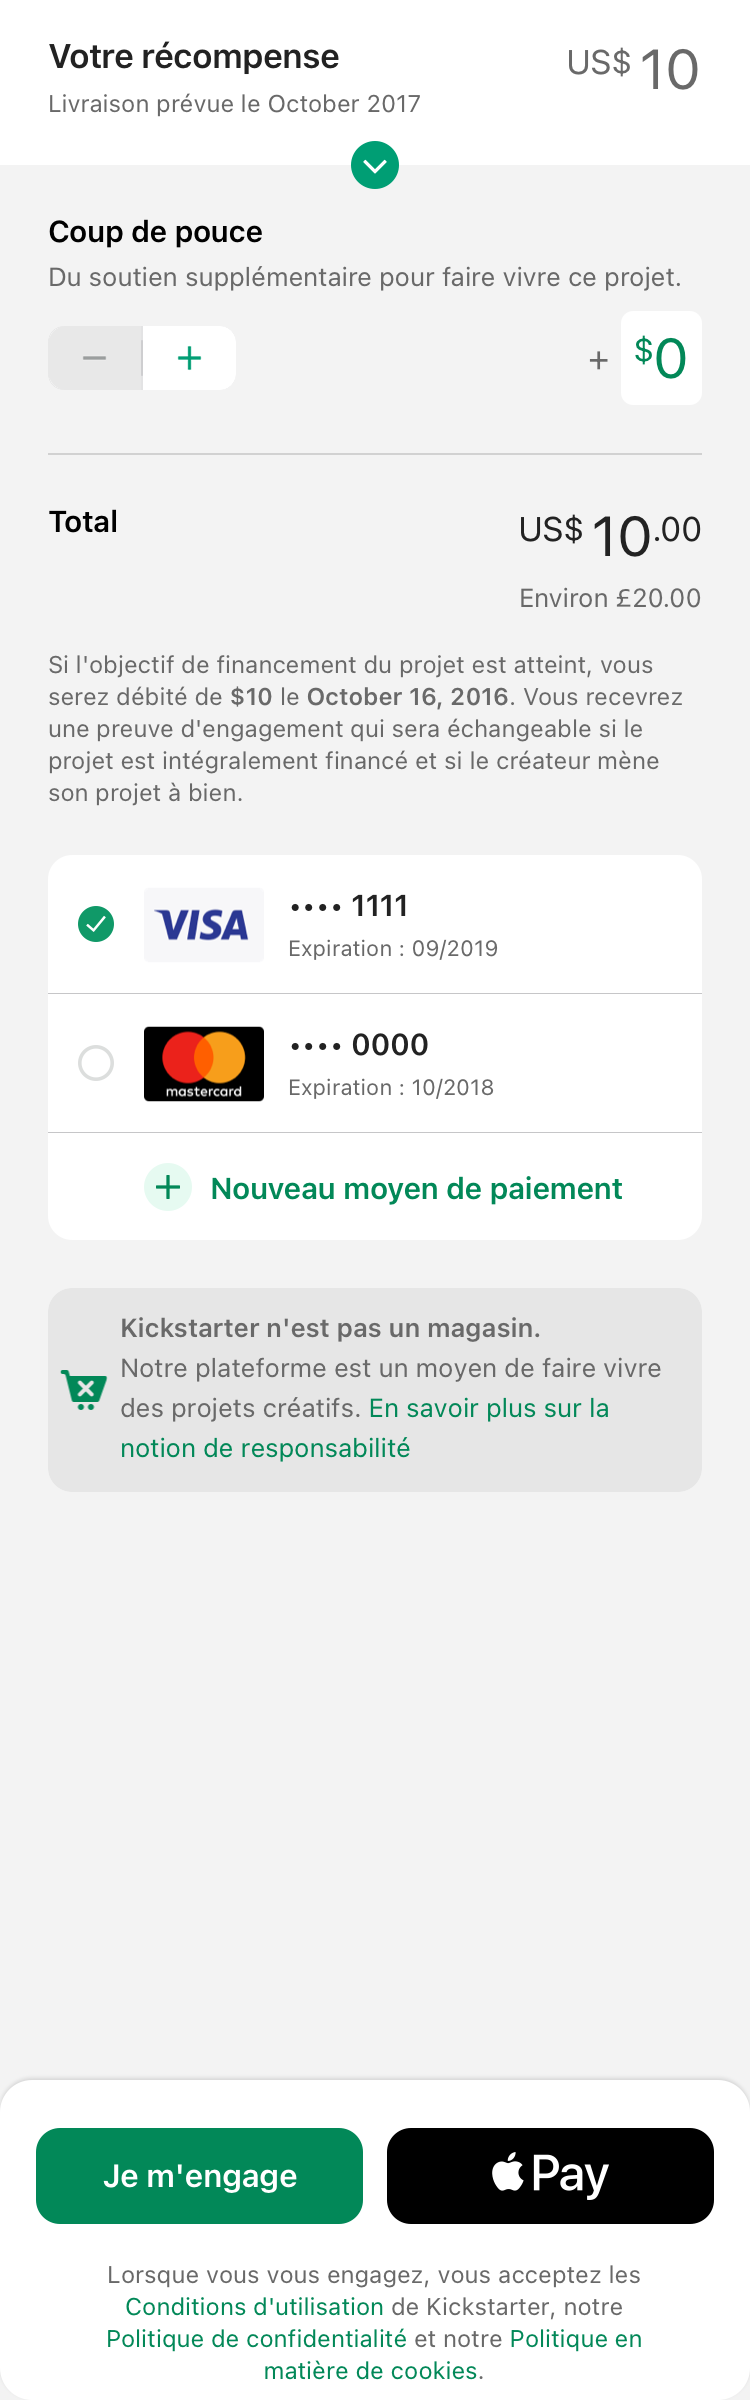 Votre récompense
US$ 10
Livraison prévue le October 2017
Coup de pouce
Du soutien supplémentaire pour faire vivre ce projet.
− +
+ $0
Total
US$ 10.00
Environ £20.00
Si l'objectif de financement du projet est atteint, vous
serez débité de $10 le October 16, 2016. Vous recevrez
une preuve d'engagement qui sera échangeable si le
projet est intégralement financé et si le créateur mène
son projet à bien.
VISA
•••• 1111
Expiration : 09/2019
mastercard
•••• 0000
Expiration : 10/2018
+ Nouveau moyen de paiement
Kickstarter n'est pas un magasin.
Notre plateforme est un moyen de faire vivre
des projets créatifs. En savoir plus sur la
notion de responsabilité
Je m'engage
Pay
Lorsque vous vous engagez, vous acceptez les
Conditions d'utilisation de Kickstarter, notre
Politique de confidentialité et notre Politique en
matière de cookies.